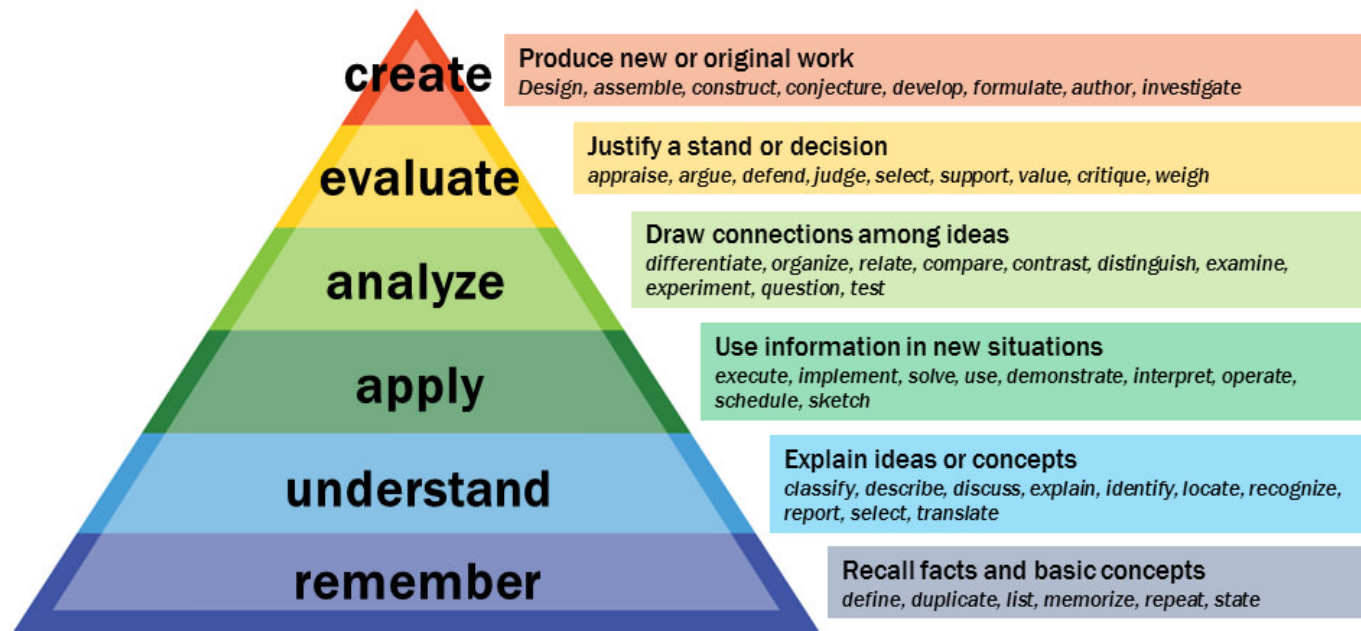 create
Produce new or original work
Design, assemble, construct, conjecture, develop, formulate, author, investigate
evaluate
Justify a stand or decision
appraise, argue, defend, judge, select, support, value, critique, weigh
analyze
Draw connections among ideas
differentiate, organize, relate, compare, contrast, distinguish, examine,
experiment, question, test
apply
Use information in new situations
execute, implement, solve, use, demonstrate, interpret, operate,
schedule, sketch
understand
Explain ideas or concepts
classify, describe, discuss, explain, identify, locate, recognize,
report, select, translate
remember
Recall facts and basic concepts
define, duplicate, list, memorize, repeat, state